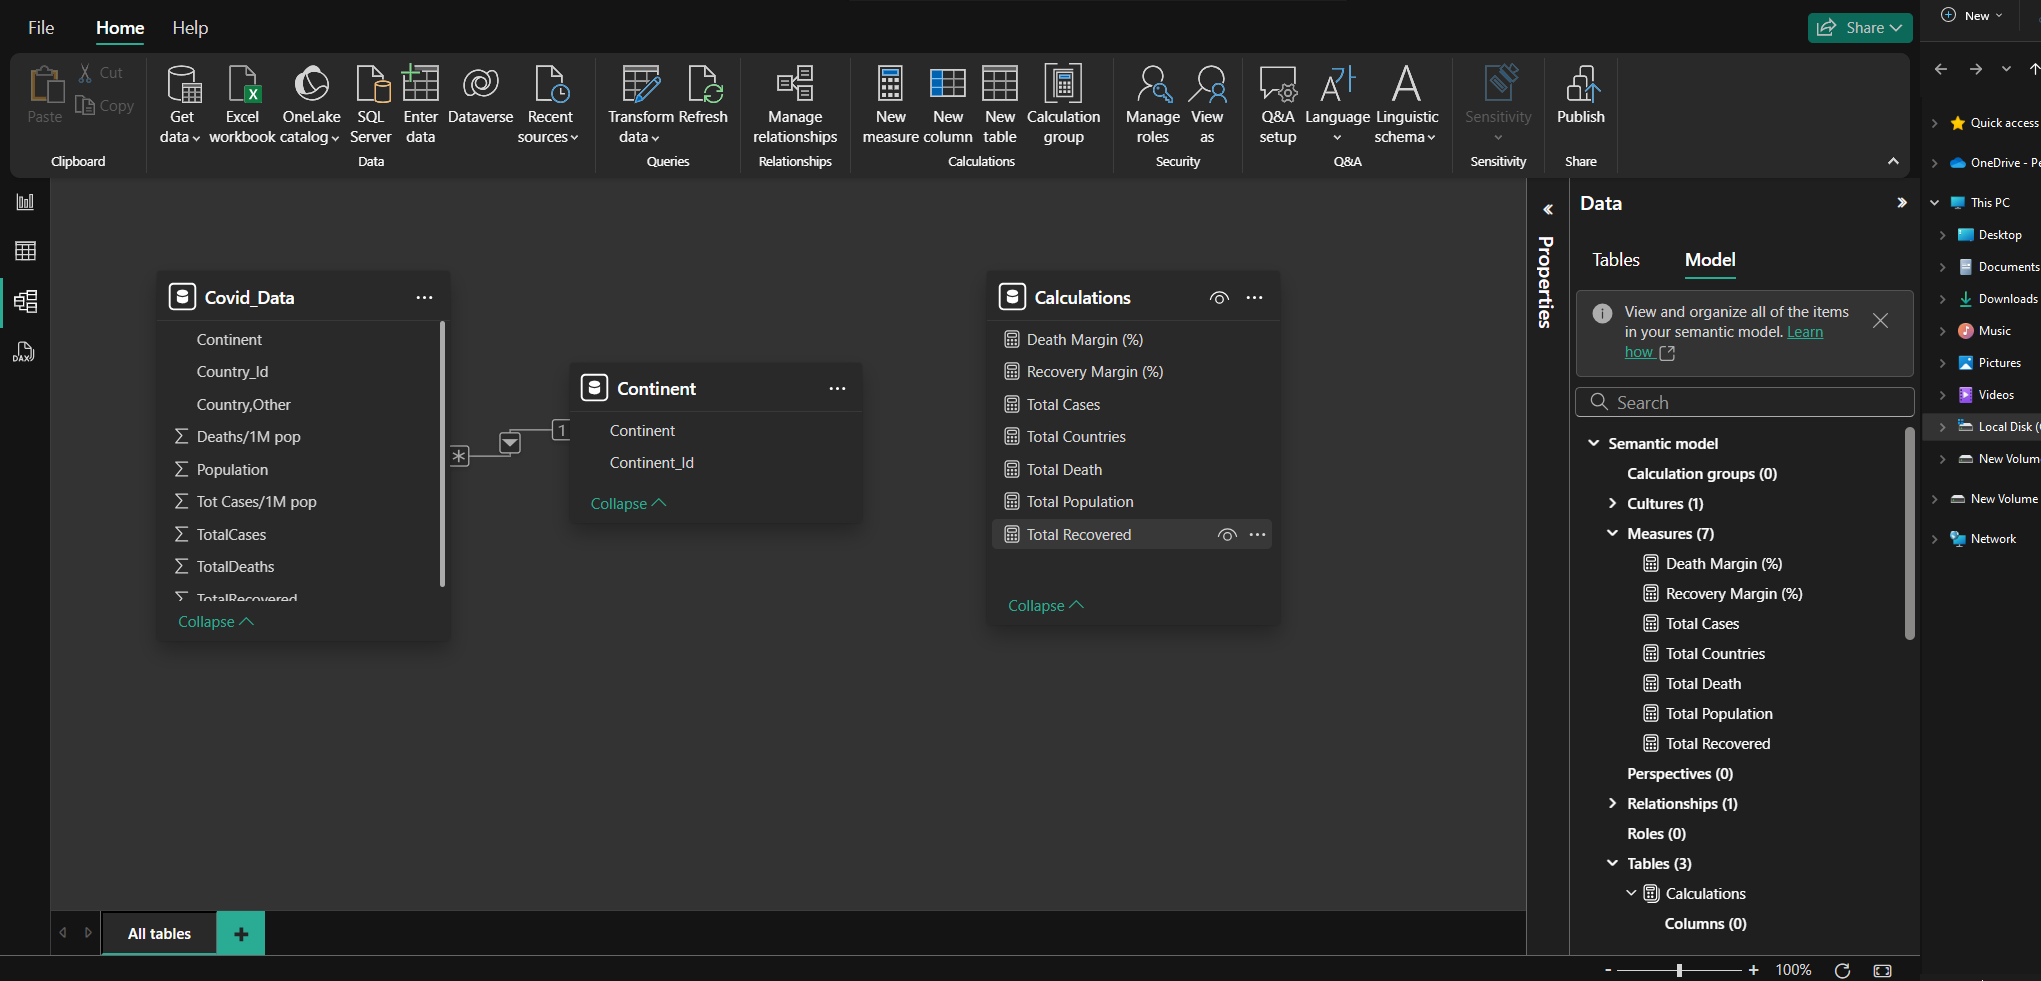 File
Home
Help
Share
New
Paste
Cut
Copy
Clipboard
Get data
Excel workbook
OneLake catalog
SQL Server
Enter data
Dataverse
Recent sources
Data
Transform data
Refresh
Queries
Manage relationships
Relationships
New measure
New column
New table
Calculation group
Calculations
Manage roles
View as
Security
Q&A setup
Language
Linguistic schema
Q&A
Sensitivity
Sensitivity
Publish
Share
Covid_Data
Continent
Country_Id
Country,Other
Deaths/1M pop
Population
Tot Cases/1M pop
TotalCases
TotalDeaths
TotalRecovered
Collapse
1
Continent
Continent
Continent_Id
Collapse
Calculations
Death Margin (%)
Recovery Margin (%)
Total Cases
Total Countries
Total Death
Total Population
Total Recovered
Collapse
All tables
Properties
Data
Tables
Model
View and organize all of the items
in your semantic model. Learn
how
Search
Semantic model
Calculation groups (0)
Cultures (1)
Measures (7)
Death Margin (%)
Recovery Margin (%)
Total Cases
Total Countries
Total Death
Total Population
Total Recovered
Perspectives (0)
Relationships (1)
Roles (0)
Tables (3)
Calculations
Columns (0)
100%
Quick access
OneDrive - Pe
This PC
Desktop
Documents
Downloads
Music
Pictures
Videos
Local Disk (
New Volum
New Volume
Network